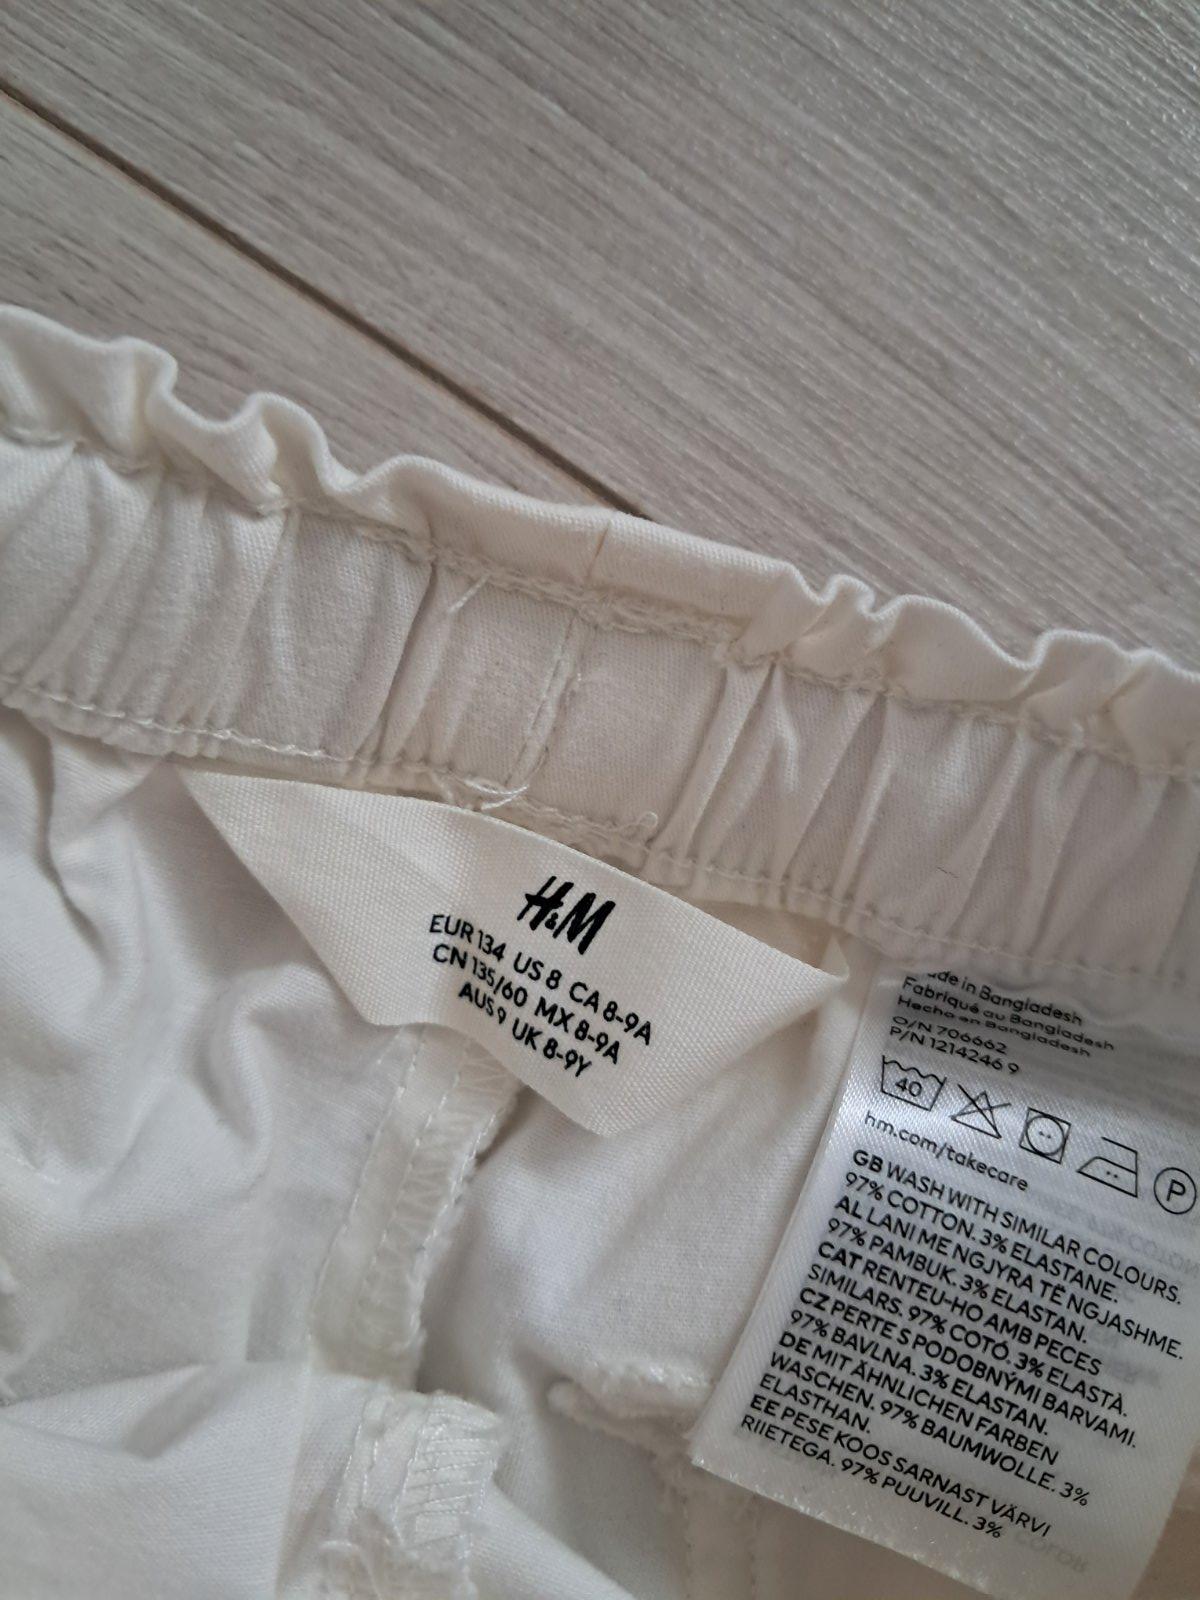 H&M
EUR 134 US 8 CA 8-9A
CN 135/60 MX 8-9A
AUS 9 UK 8-9Y
de in Bangladesh
Fabriqué au Bangladesh
Hecho en Bangladesh
O/N 706662
P/N 12142469
40
P
hm.com/takecare
GB WASH WITH SIMILAR COLOURS.
97% COTTON. 3% ELASTANE.
AL LANI ME NGJYRA TË NGJASHME.
97% PAMBUK. 3% ELASTAN.
CAT RENTEU-HO AMB PECES
SIMILARS. 97% COTÓ. 3% ELASTÀ.
CZ PERTE S PODOBNÝMI BARVAMI.
97% BAVLNA. 3% ELASTAN.
DE MIT ÄHNLICHEN FARBEN
WASCHEN. 97% BAUMWOLLE. 3%
ELASTHAN.
EE PESE KOOS SARNAST VÄRVI
RIIETEGA. 97% PUUVILL. 3%